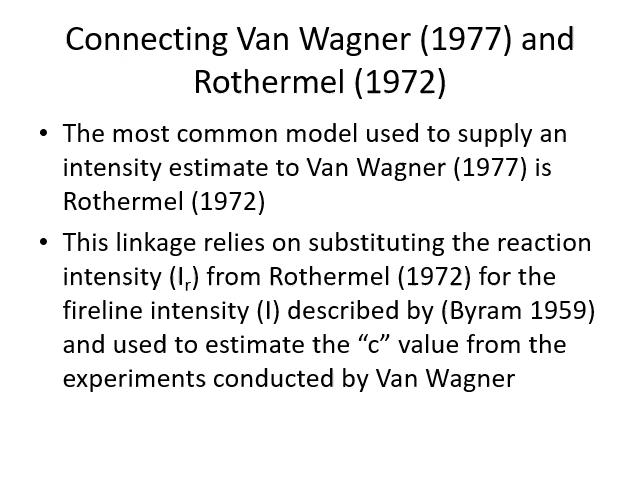 Connecting Van Wagner (1977) and
Rothermel (1972)
• The most common model used to supply an
intensity estimate to Van Wagner (1977) is
Rothermel (1972)
• This linkage relies on substituting the reaction
intensity (Ir) from Rothermel (1972) for the
fireline intensity (I) described by (Byram 1959)
and used to estimate the “c” value from the
experiments conducted by Van Wagner